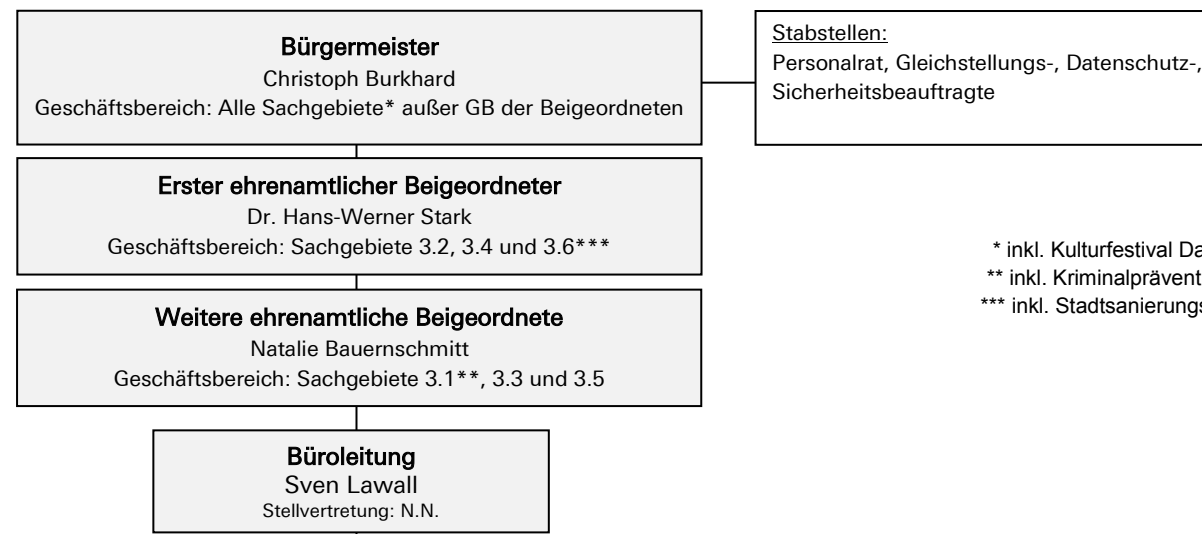 Bürgermeister
Christoph Burkhard
Geschäftsbereich: Alle Sachgebiete* außer GB der Beigeordneten
Stabstellen:
Personalrat, Gleichstellungs-, Datenschutz-,
Sicherheitsbeauftragte
Erster ehrenamtlicher Beigeordneter
Dr. Hans-Werner Stark
Geschäftsbereich: Sachgebiete 3.2, 3.4 und 3.6***
* inkl. Kulturfestival
** inkl.
*** inkl.
Weitere ehrenamtliche Beigeordnete
Natalie Bauernschmitt
Geschäftsbereich: Sachgebiete 3.1**, 3.3 und 3.5
Büroleitung
Sven Lawall
Stellvertretung: N.N.